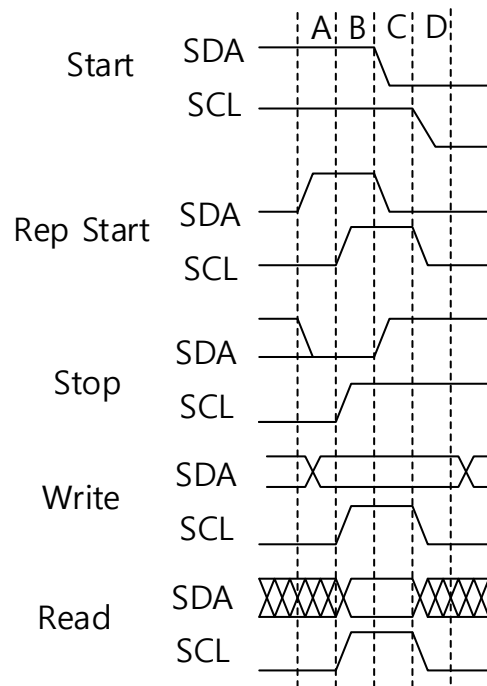 A B C D
SDA
Start
SCL
SDA
Rep Start
SCL
SDA
Stop
SCL
SDA
Write
SCL
SDA
Read
SCL